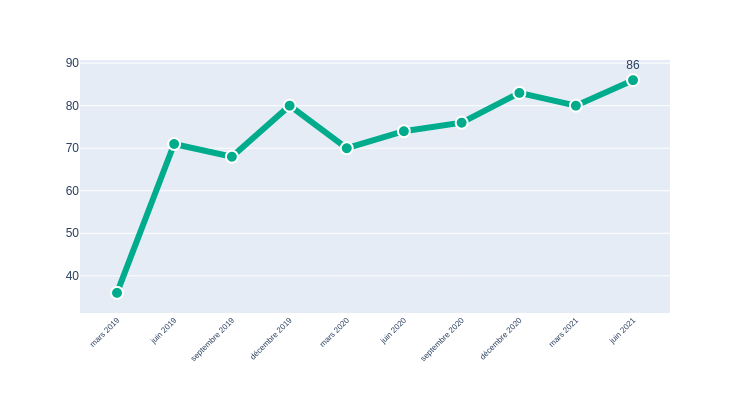 86
90
80
70
60
50
40
mars 2019
juin 2019
septembre 2019
décembre 2019
mars 2020
juin 2020
septembre 2020
décembre 2020
mars 2021
juin 2021